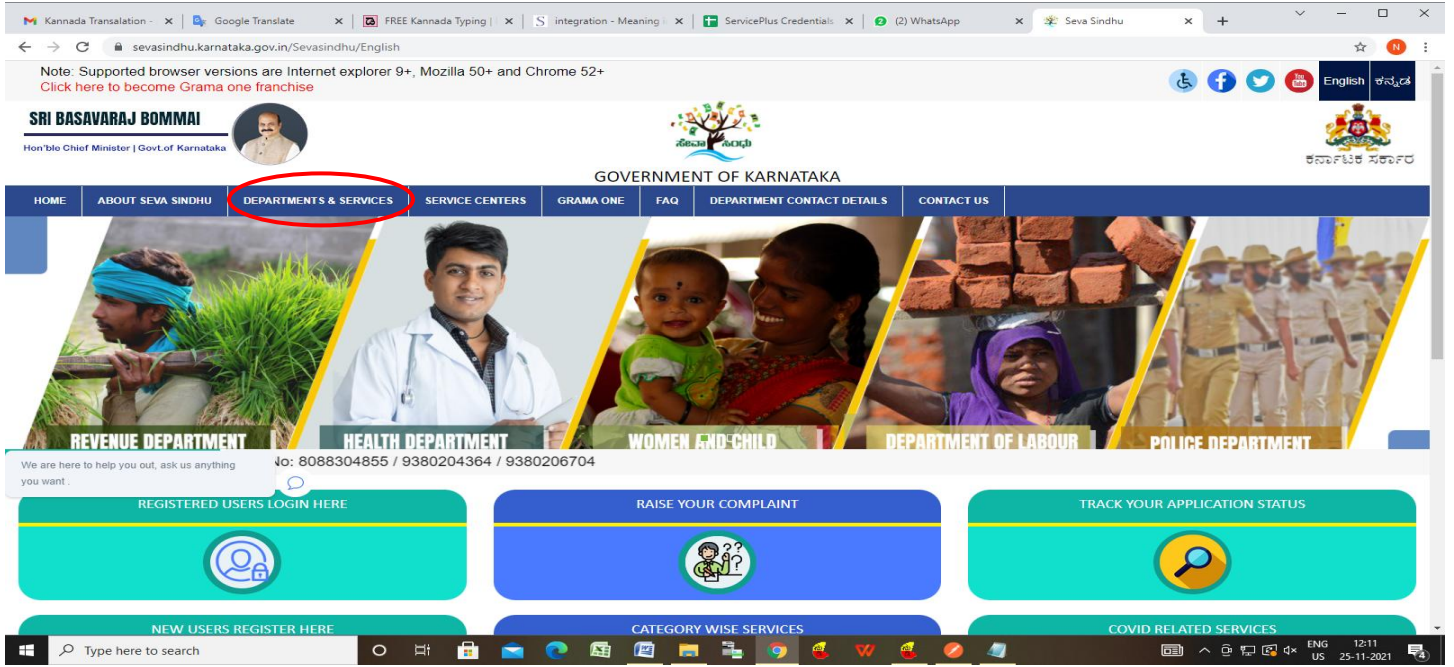 Kannada Transalation -
Google Translate
FREE Kannada Typing |
integration - Meaning
ServicePlus Credentials
(2) WhatsApp
Seva Sindhu
sevasindhu.karnataka.gov.in/Sevasindhu/English
N
Note: Supported browser versions are Internet explorer 9+, Mozilla 50+ and Chrome 52+
Click here to become Grama one franchise
English ಕನ್ನಡ
SRI BASAVARAJ BOMMAI
Hon'ble Chief Minister | Govt.of Karnataka
ಸೇವಾ ಸಿಂಧು
ಕರ್ನಾಟಕ ಸರ್ಕಾರ
GOVERNMENT OF KARNATAKA
HOME ABOUT SEVA SINDHU DEPARTMENTS & SERVICES SERVICE CENTERS GRAMA ONE FAQ DEPARTMENT CONTACT DETAILS CONTACT US
REVENUE DEPARTMENT HEALTH DEPARTMENT WOMEN AND CHILD DEPARTMENT OF LABOUR POLICE DEPARTMENT
We are here to help you out, ask us anything
you want .
No: 8088304855 / 9380204364 / 9380206704
REGISTERED USERS LOGIN HERE RAISE YOUR COMPLAINT TRACK YOUR APPLICATION STATUS
NEW USERS REGISTER HERE CATEGORY WISE SERVICES COVID RELATED SERVICES
Type here to search
ENG 12:11
US 25-11-2021